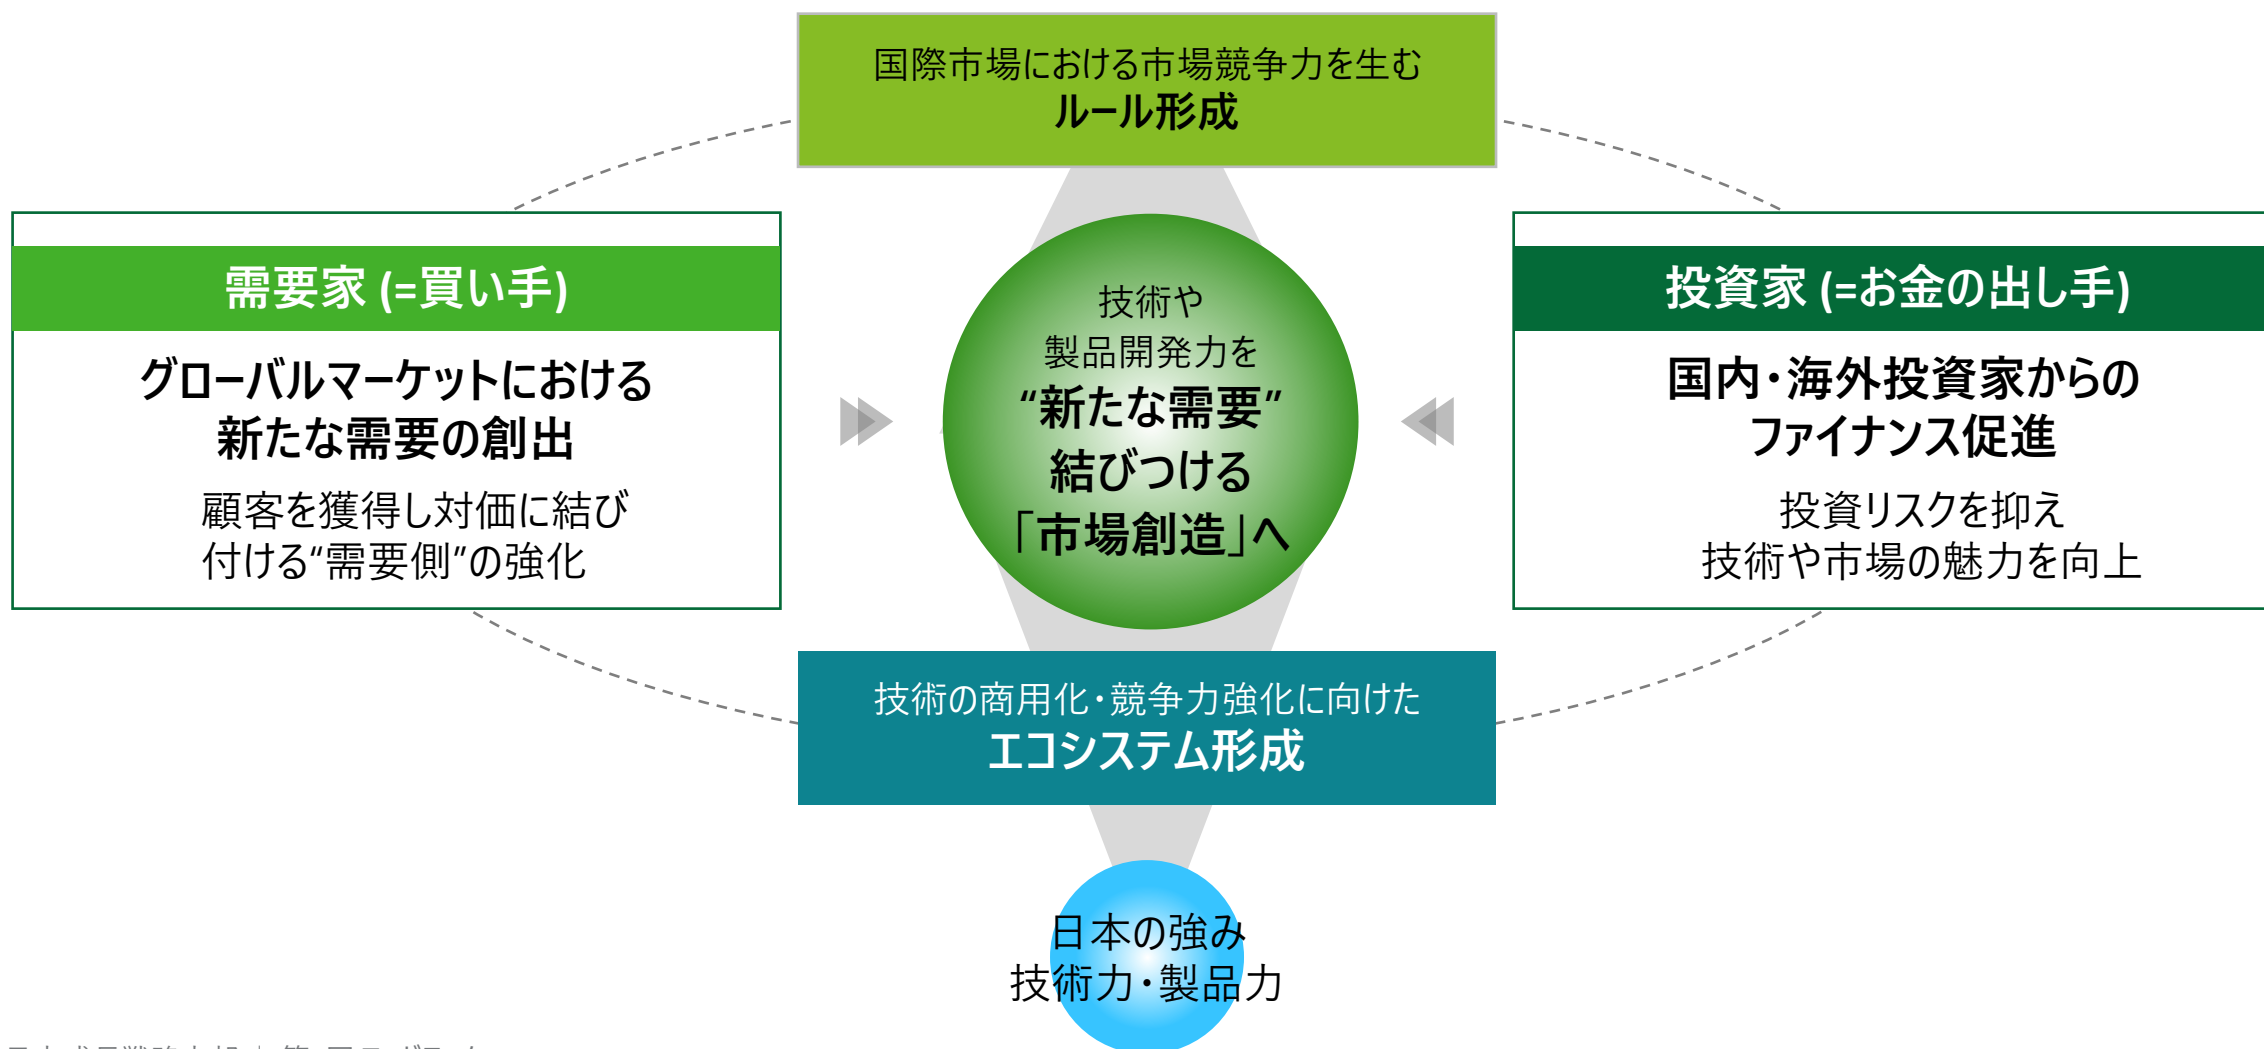 国際市場における市場競争力を生む
ルール形成
需要家 (=買い手)
グローバルマーケットにおける
新たな需要の創出
顧客を獲得し対価に結び
付ける“需要側”の強化
技術や
製品開発力を
“新たな需要”
結びつける
「市場創造」へ
投資家 (=お金の出し手)
国内・海外投資家からの
ファイナンス促進
投資リスクを抑え
技術や市場の魅力を向上
技術の商用化・競争力強化に向けた
エコシステム形成
日本の強み
技術力・製品力